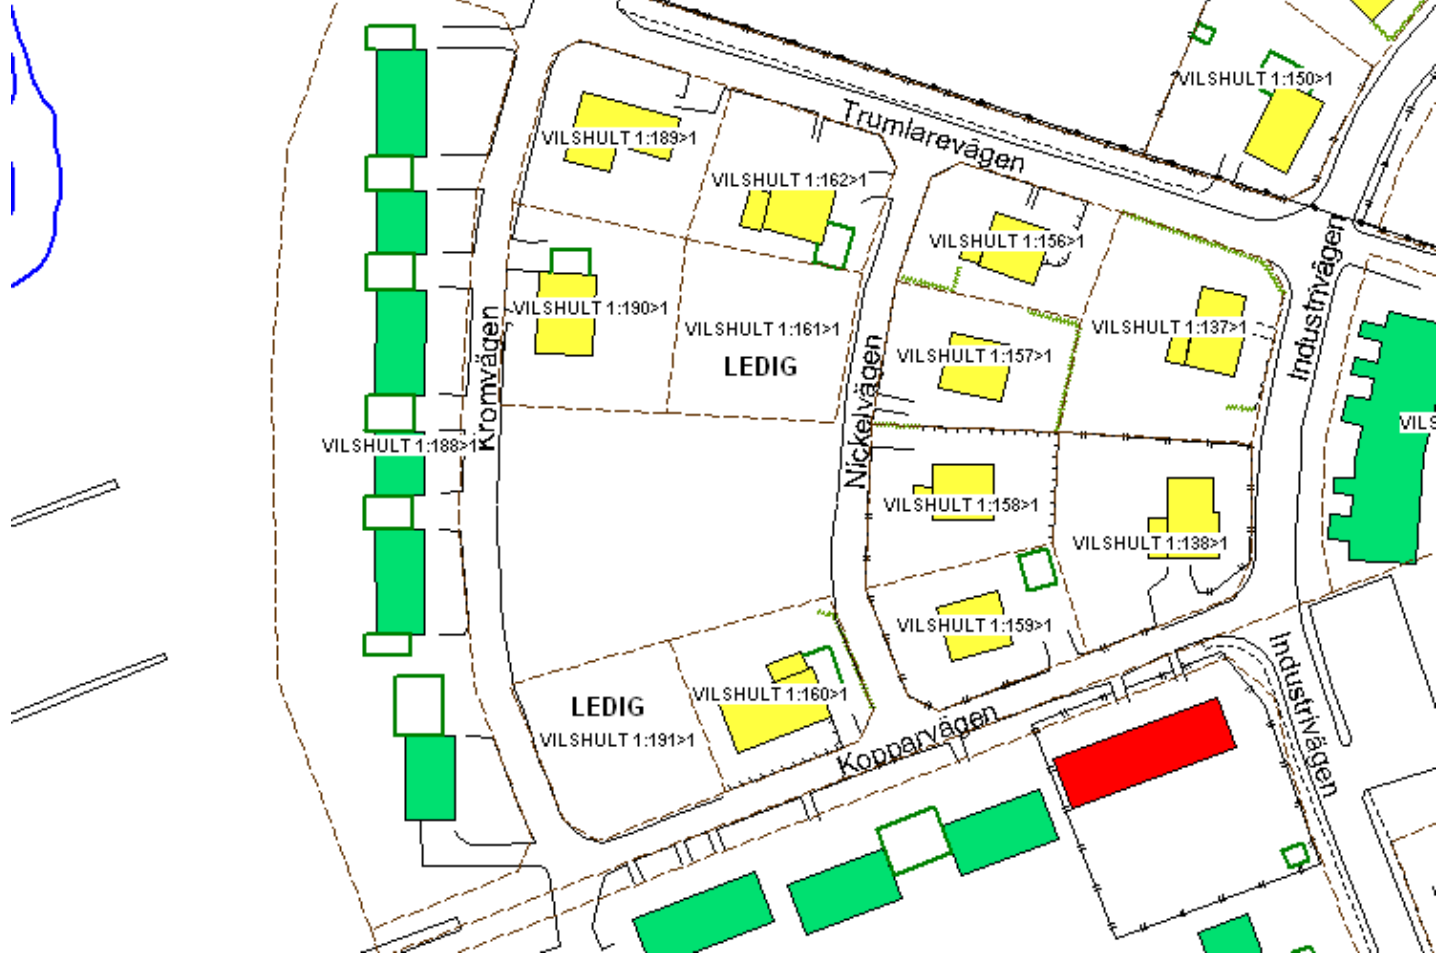 VILSHULT 1:150>1
Trumlarevägen
VILSHULT 1:189>1
VILSHULT 1:162>1
VILSHULT 1:156>1
Industrivägen
VILSHULT 1:190>1
VILSHULT 1:161>1
LEDIG
VILSHULT 1:137>1
VILSHULT 1:157>1
Kromvägen
Nickelvägen
VILS
VILSHULT 1:188>1
VILSHULT 1:158>1
VILSHULT 1:138>1
VILSHULT 1:159>1
LEDIG
VILSHULT 1:191>1
VILSHULT 1:160>1
Kopparvägen
Industrivägen